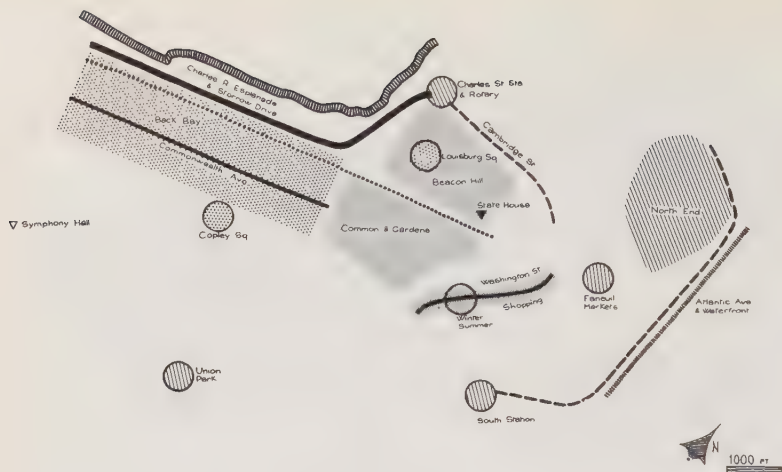 Charles R. Esplanade
& Storrow Drive
Charles St Sta
& Rotary
Back Bay
Commonwealth Ave.
Cambridge St
Louisburg Sq
Beacon Hill
State House
North End
Symphony Hall
Copley Sq
Common & Gardens
Washington St
Shopping
Winter
Summer
Faneuil
Markets
Atlantic Ave
& Waterfront
Union
Park
South Station
N
1000 FT